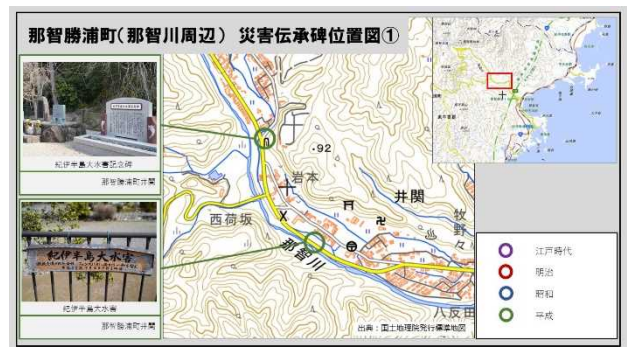 那智勝浦町(那智川周辺) 災害伝承碑位置図①
紀伊半島大水害記念碑
那智勝浦町井関
紀伊半島大水害
紀伊半島大水害
那智勝浦町井関
・92
岩本
井関
西荷坂
牧野々
那智川
八反田
出典:国土地理院発行標準地図
江戸時代
明治
昭和
平成